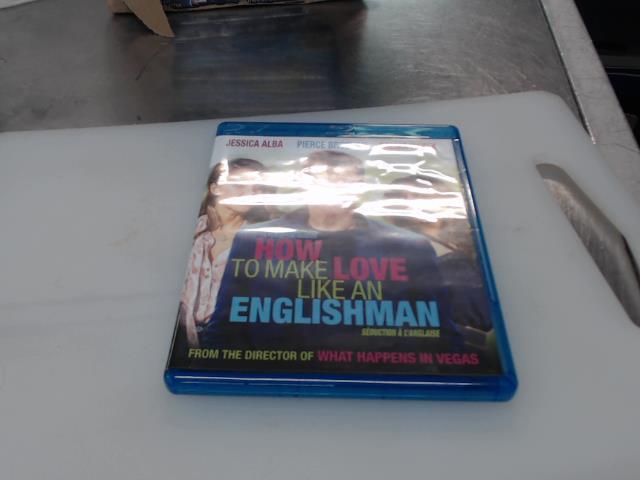 JESSICA ALBA PIERCE
HOW
TO MAKE LOVE
LIKE AN
ENGLISHMAN
SÉDUCTION À L'ANGLAISE
FROM THE DIRECTOR OF WHAT HAPPENS IN VEGAS